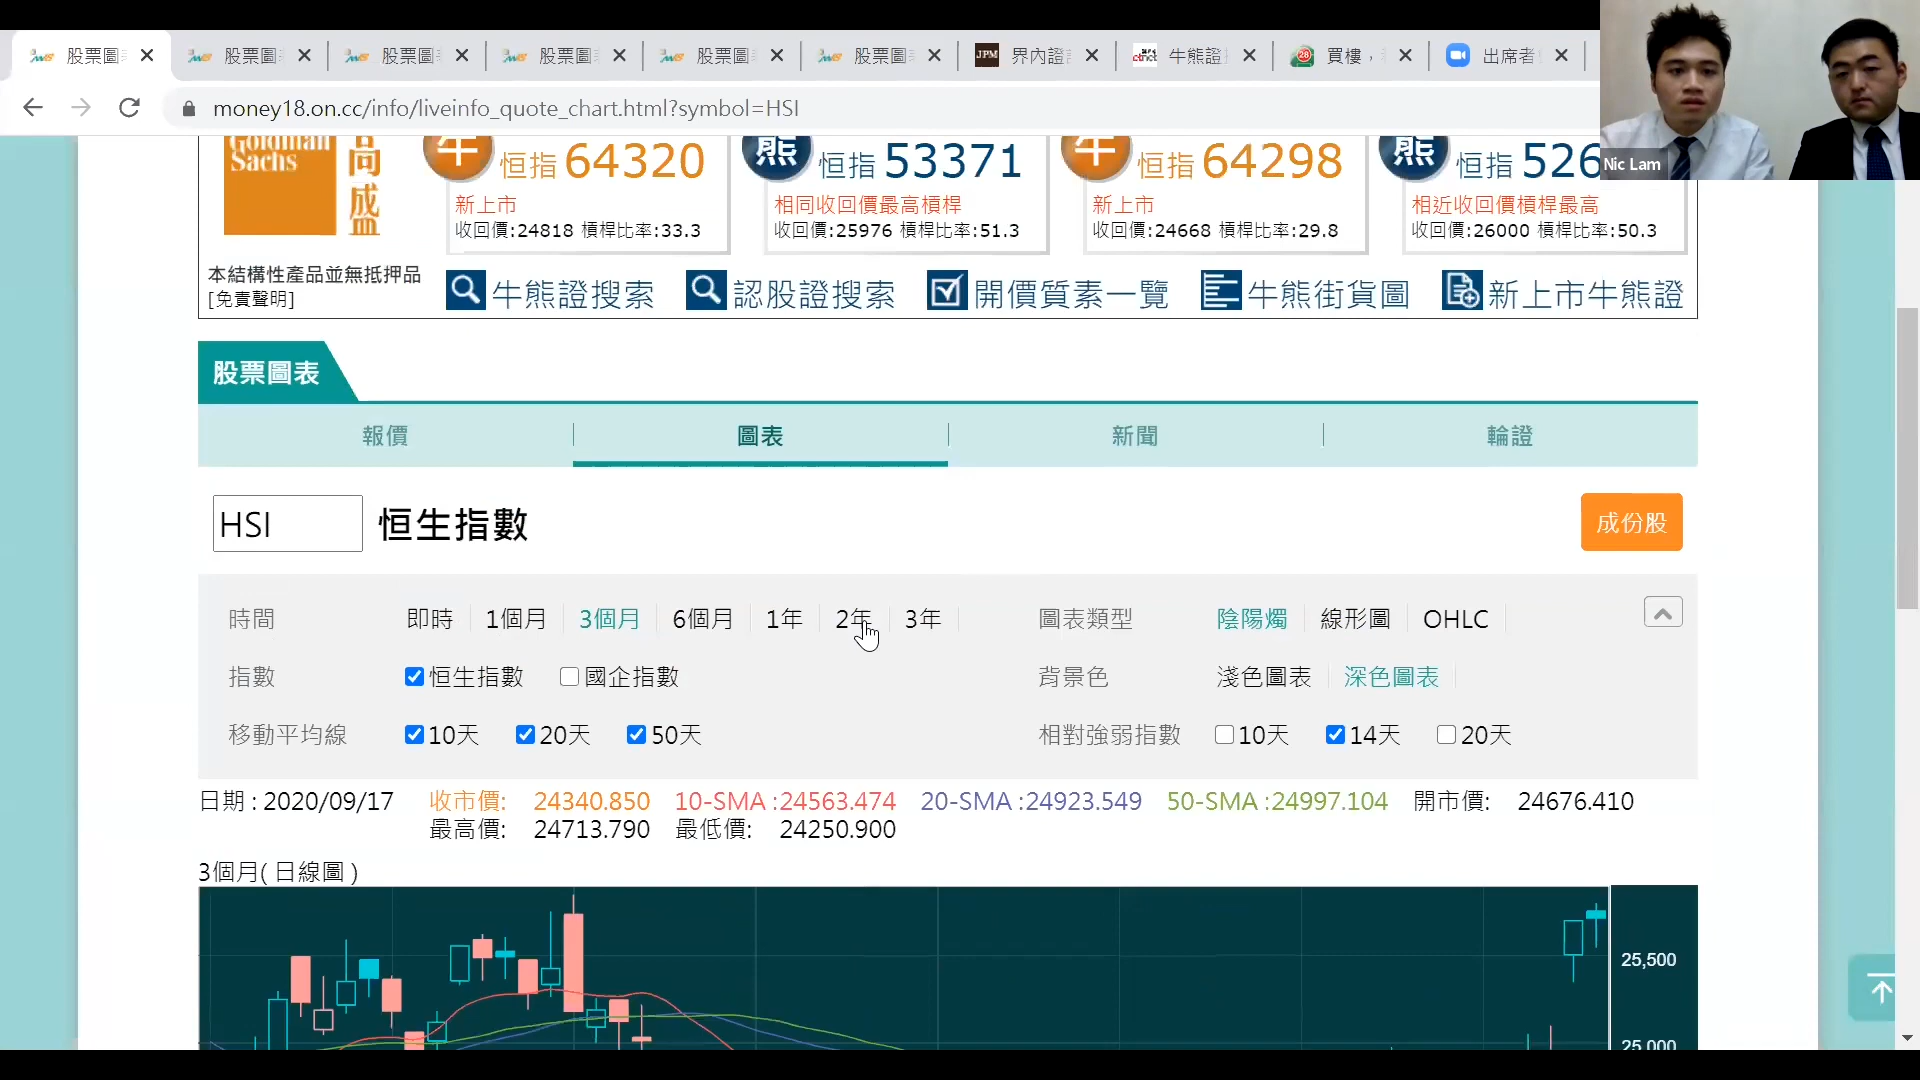 股票圖
股票圖
股票圖
股票圖
股票圖
股票圖
JPM 界內證
etnet 牛熊證
28 買樓，
出席者
money18.on.cc/info/liveinfo_quote_chart.html?symbol=HSI
Nic Lam
Goldman Sachs 高盛
牛 恒指 64320
新上市
收回價:24818 槓桿比率:33.3
熊 恒指 53371
相同收回價最高槓桿
收回價:25976 槓桿比率:51.3
牛 恒指 64298
新上市
收回價:24668 槓桿比率:29.8
熊 恒指 526
相近收回價槓桿最高
收回價:26000 槓桿比率:50.3
本結構性產品並無抵押品
[免責聲明]
牛熊證搜索 認股證搜索 開價質素一覽 牛熊街貨圖 新上市牛熊證
股票圖表
報價 圖表 新聞 輪證
HSI 恒生指數 成份股
時間 即時 1個月 3個月 6個月 1年 2年 3年 圖表類型 陰陽燭 線形圖 OHLC
指數 恒生指數 國企指數 背景色 淺色圖表 深色圖表
移動平均線 10天 20天 50天 相對強弱指數 10天 14天 20天
日期 : 2020/09/17 收市價: 24340.850 10-SMA :24563.474 20-SMA :24923.549 50-SMA :24997.104 開市價: 24676.410
最高價: 24713.790 最低價: 24250.900
3個月( 日線圖 )
25,500
25,000